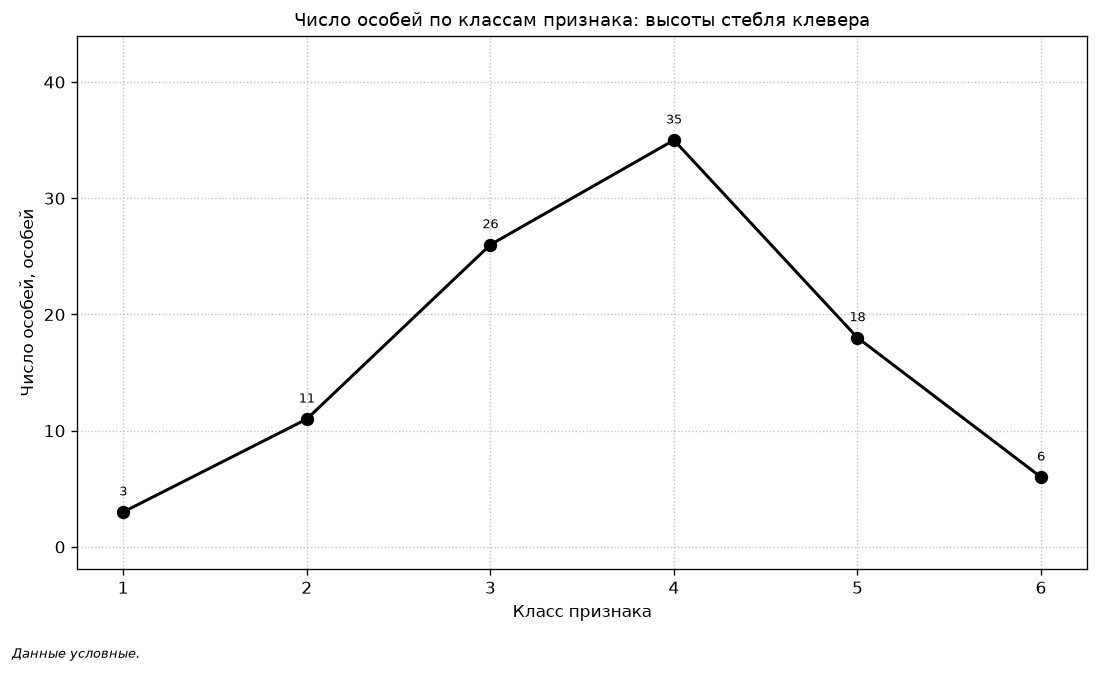 Число особей по классам признака: высоты стебля клевера
Число особей, особей
40
30
20
10
0
3
11
26
35
18
6
1 2 3 4 5 6
Класс признака
Данные условные.